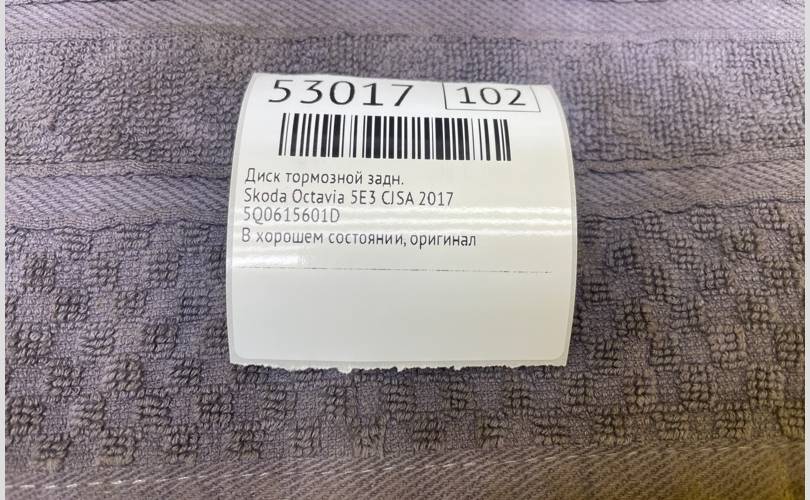 53017 102
Диск тормозной задн.
Skoda Octavia 5E3 CJSA 2017
5Q0615601D
В хорошем состоянии, оригинал